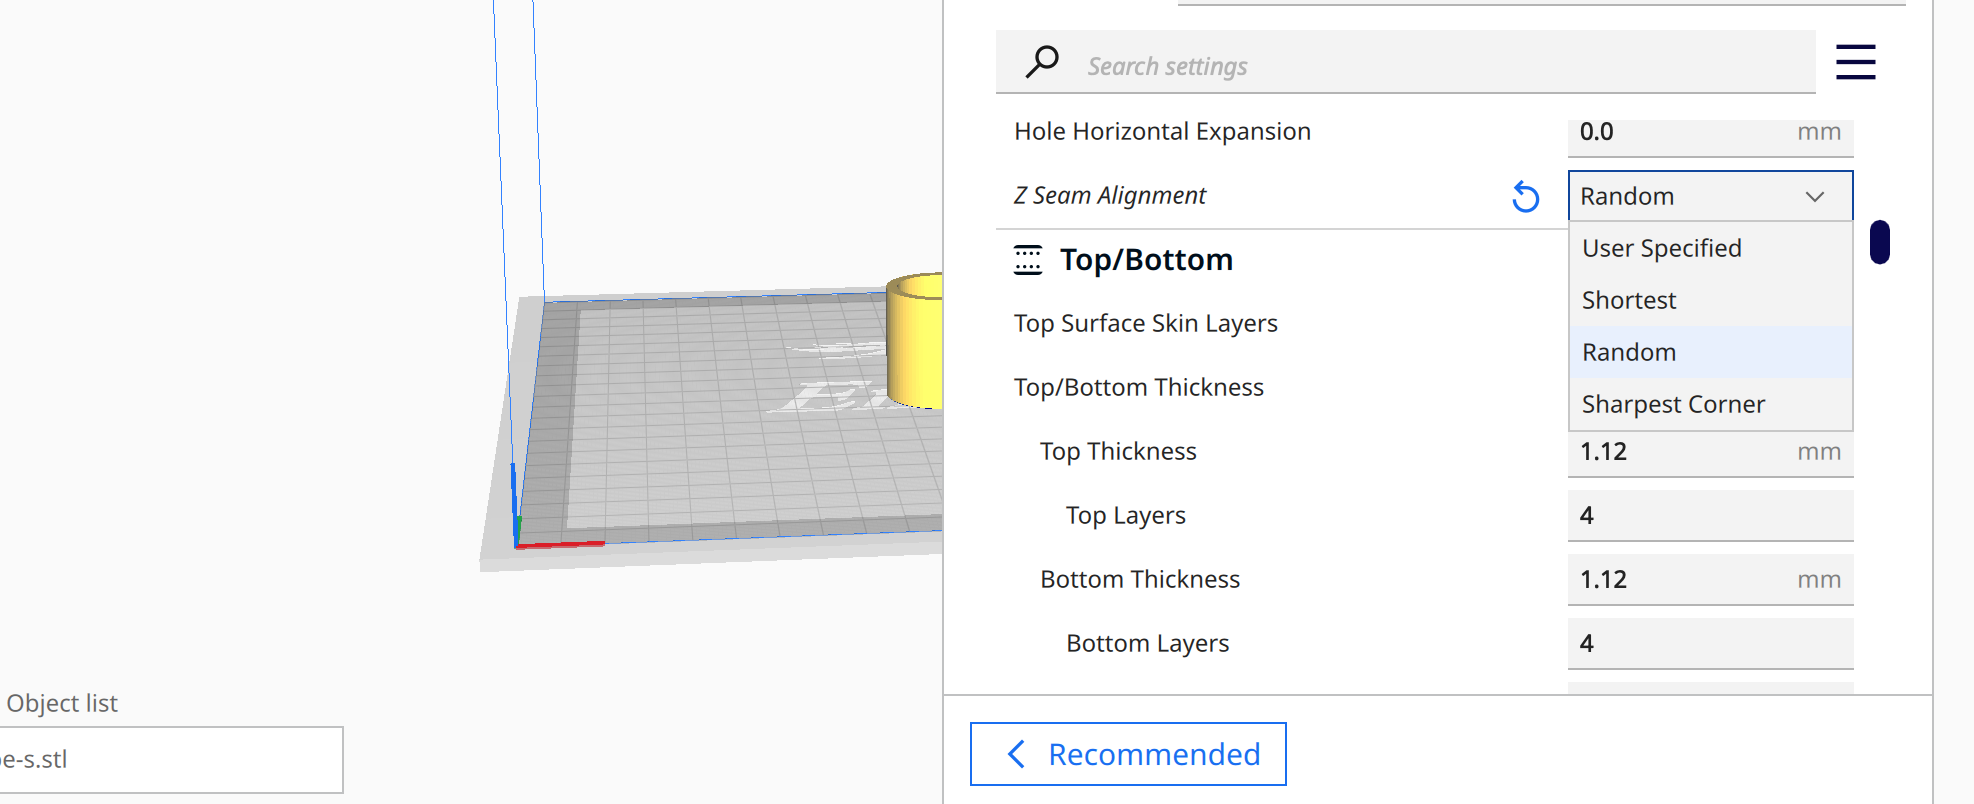 Search settings
Hole Horizontal Expansion 0.0 mm
Z Seam Alignment Random
User Specified
Shortest
Random
Sharpest Corner
Top/Bottom
Top Surface Skin Layers
Top/Bottom Thickness
Top Thickness 1.12 mm
Top Layers 4
Bottom Thickness 1.12 mm
Bottom Layers 4
Object list
e-s.stl
Recommended